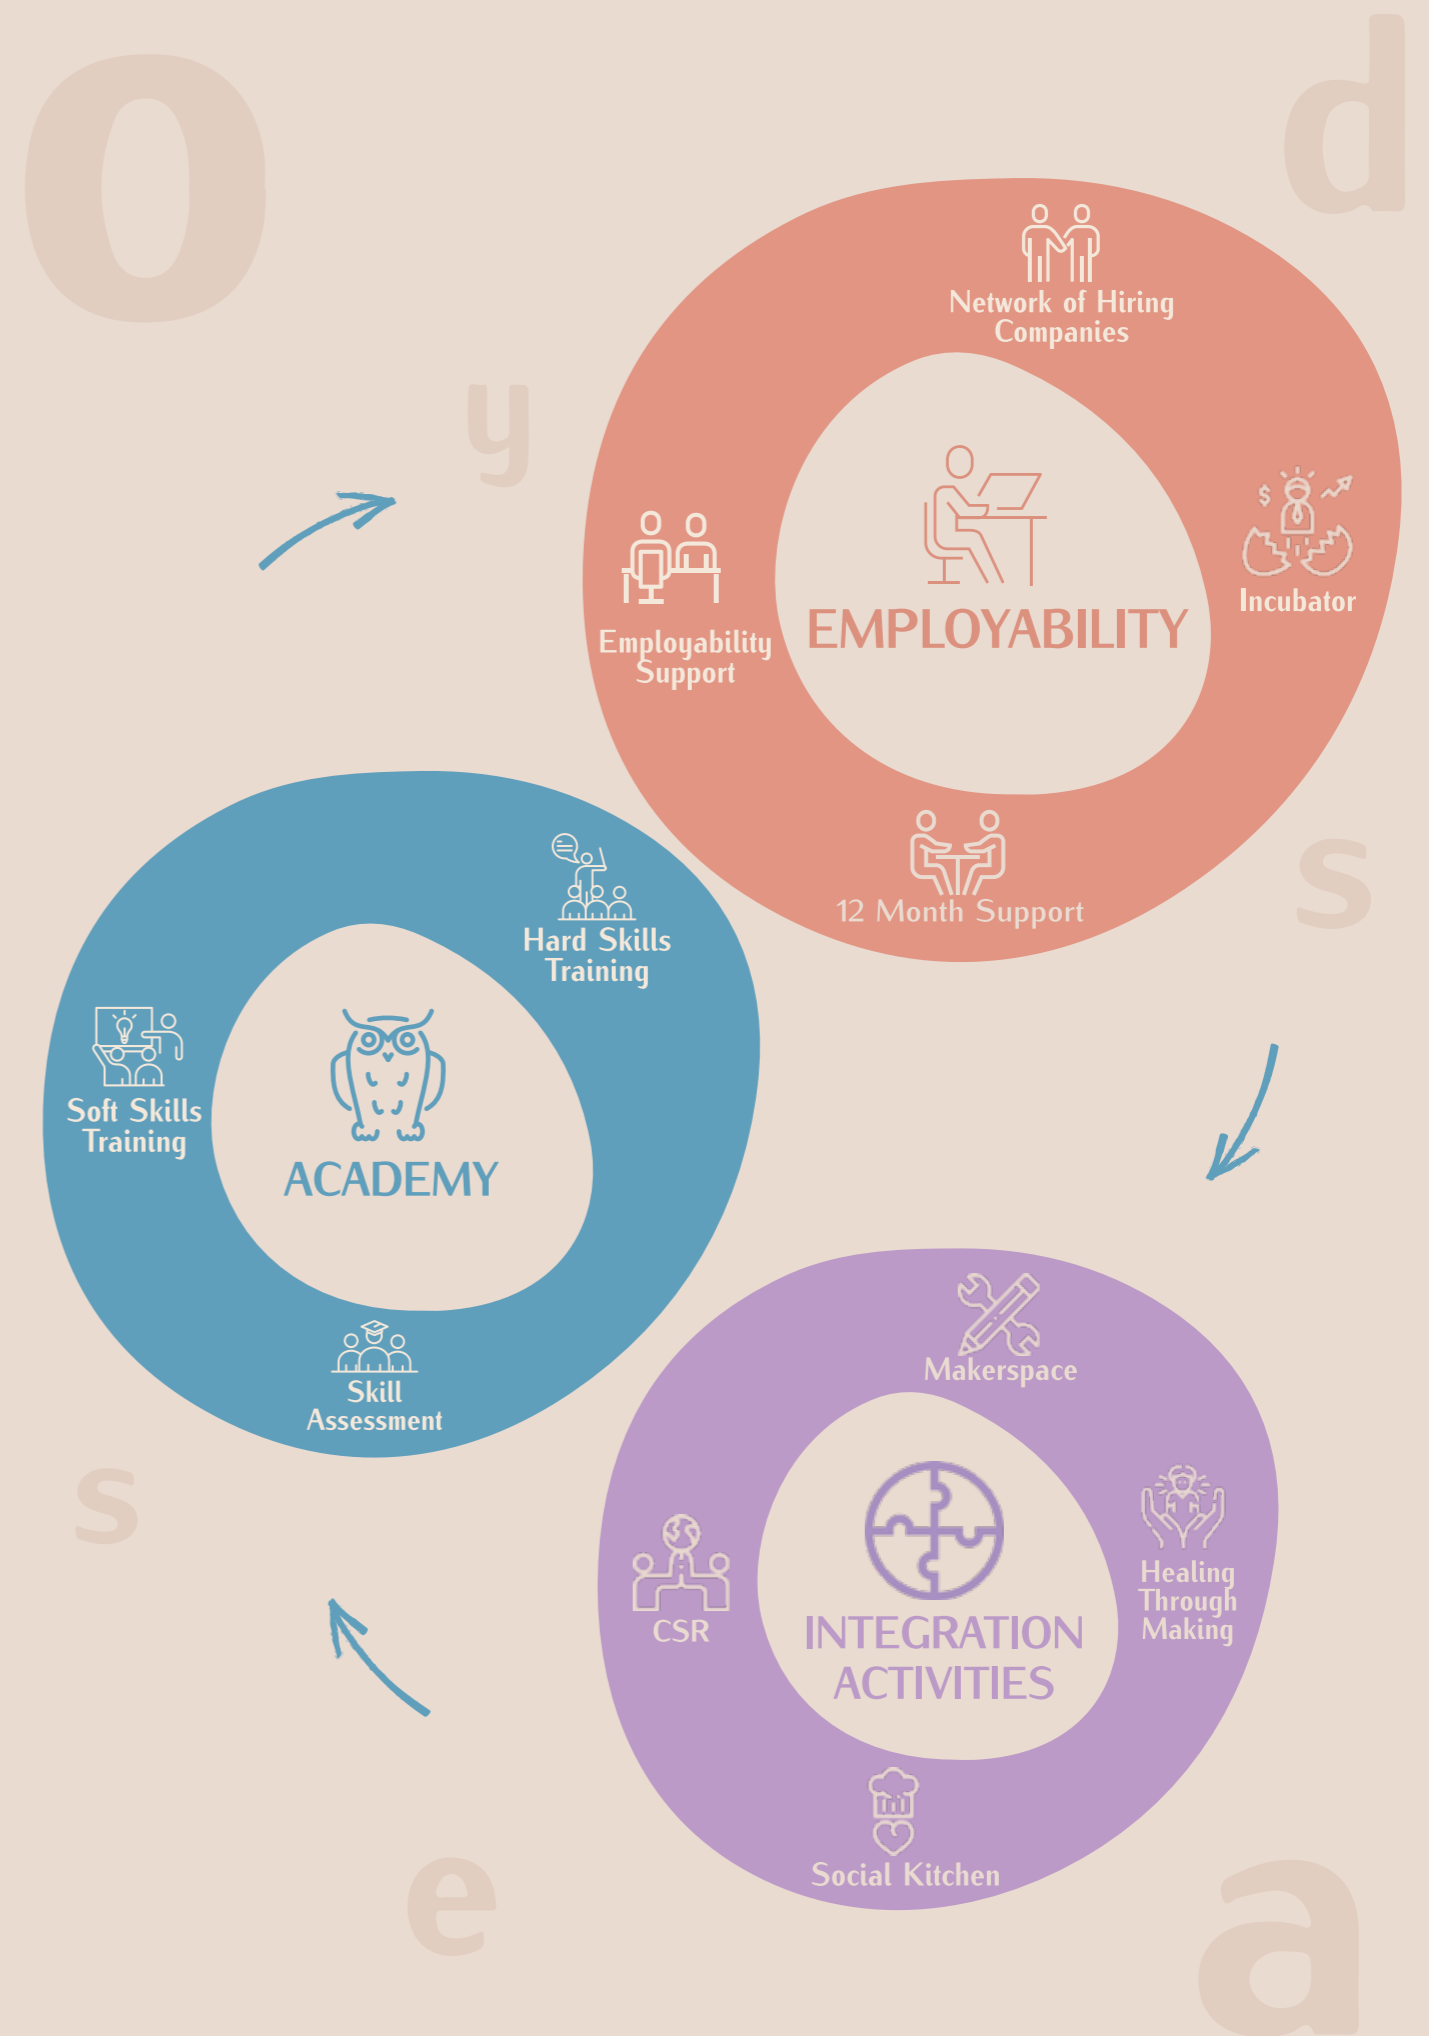 O
d
y
Network of Hiring
Companies
Incubator
Employability
Support
EMPLOYABILITY
12 Month Support
s
Hard Skills
Training
Soft Skills
Training
ACADEMY
Skill
Assessment
s
Makerspace
Healing
Through
Making
CSR
INTEGRATION
ACTIVITIES
Social Kitchen
e
a